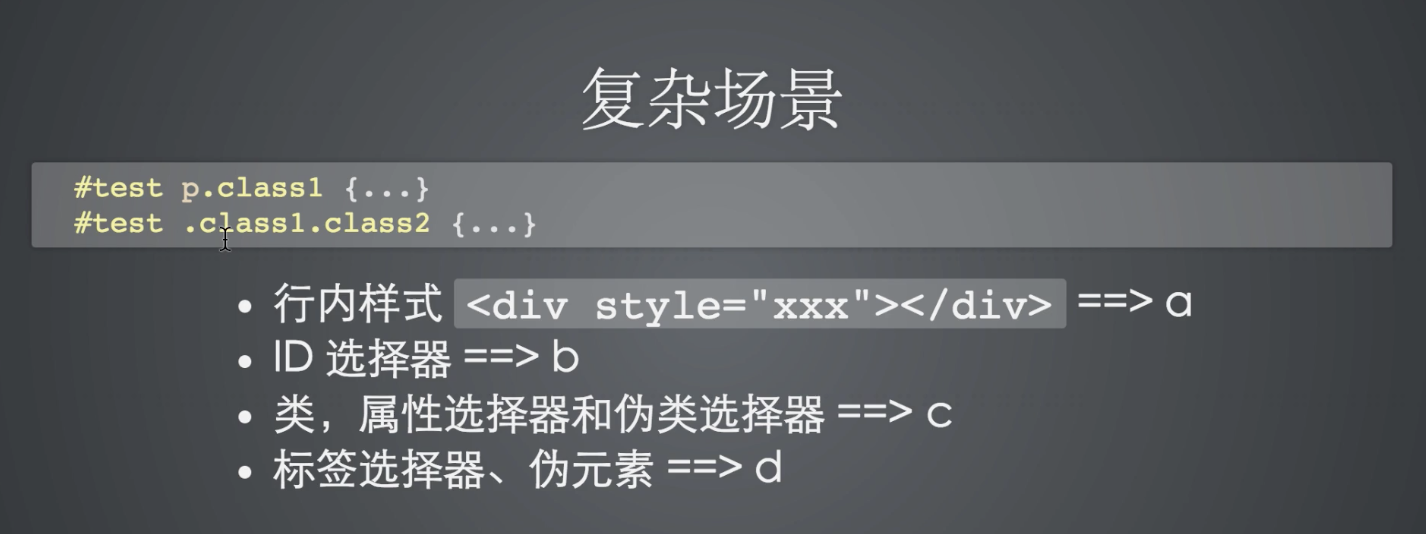 复杂场景
#test p.class1 {...}
#test .class1.class2 {...}
• 行内样式 <div style="xxx"></div> ==> a
• ID 选择器 ==> b
• 类，属性选择器和伪类选择器 ==> c
• 标签选择器、伪元素 ==> d